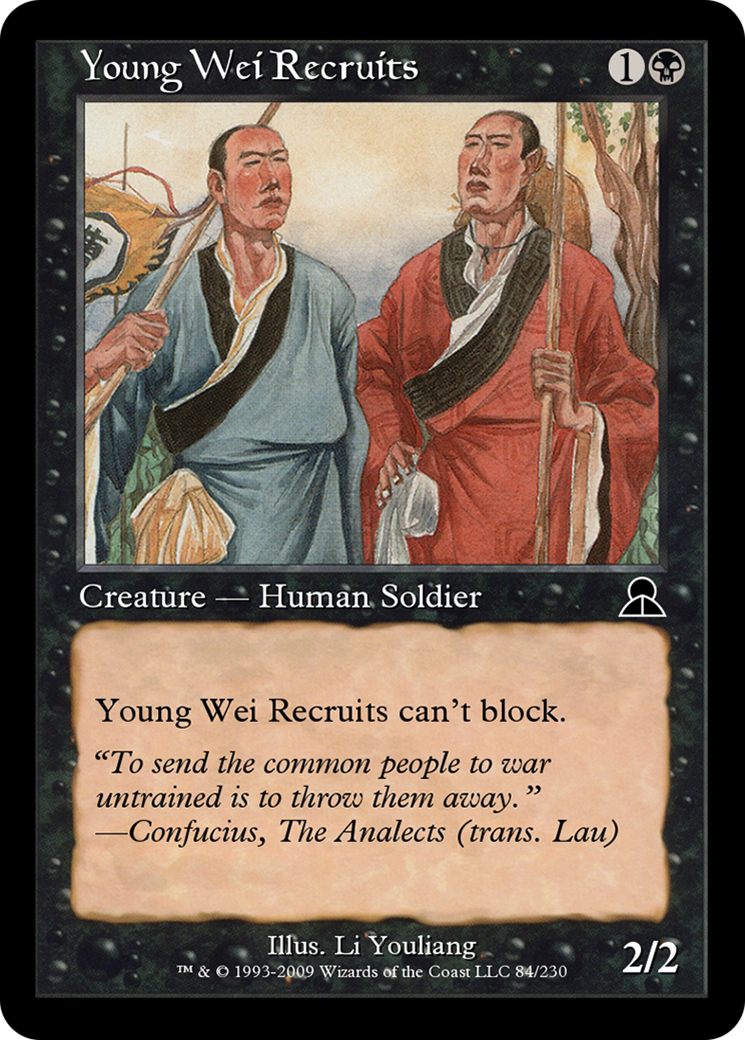 Young Wei Recruits 1
Creature — Human Soldier
Young Wei Recruits can't block.
“To send the common people to war
untrained is to throw them away.”
—Confucius, The Analects (trans. Lau)
Illus. Li Youliang
™ & © 1993-2009 Wizards of the Coast LLC 84/230
2/2